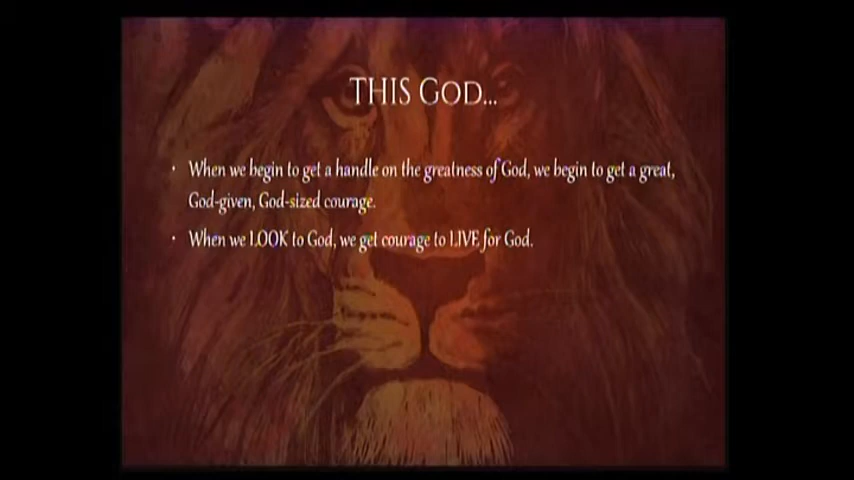 THIS GOD...
• When we begin to get a handle on the greatness of God, we begin to get a great,
God-given, God-sized courage.
• When we LOOK to God, we get courage to LIVE for God.